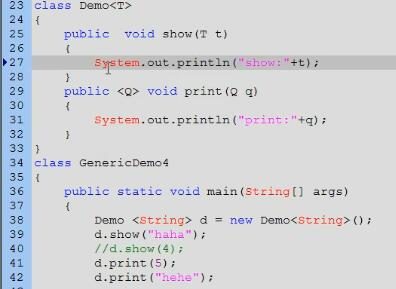 23 class Demo<T>
24 {
25     public  void show(T t)
26     {
27         System.out.println("show:"+t);
28     }
29     public <Q> void print(Q q)
30     {
31         System.out.println("print:"+q);
32     }
33 }
34 class GenericDemo4
35 {
36     public static void main(String[] args)
37     {
38         Demo <String> d = new Demo<String>();
39         d.show("haha");
40         //d.show(4);
41         d.print(5);
42         d.print("hehe");